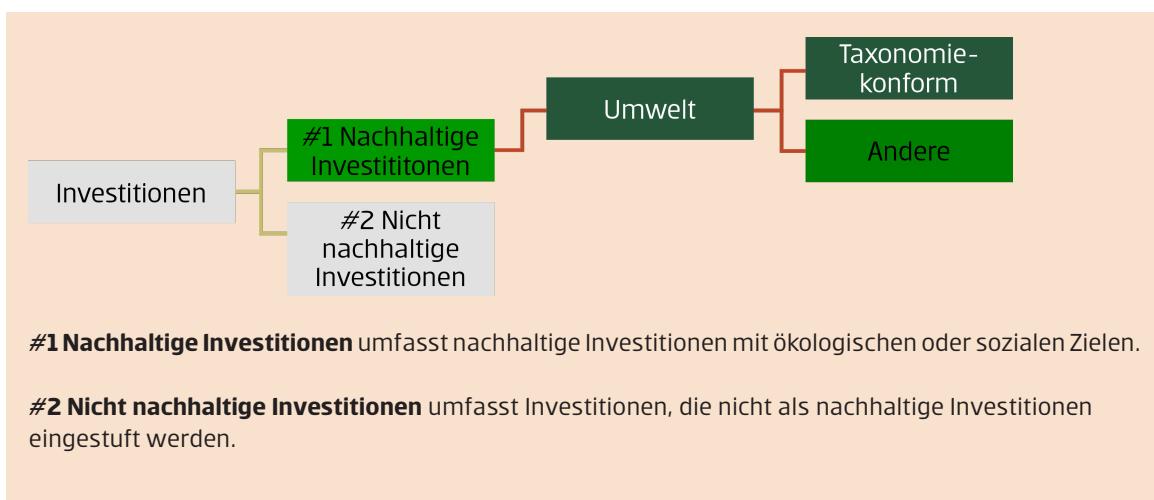 Taxonomie-
konform
Umwelt
#1 Nachhaltige
Investititonen
Andere
Investitionen
#2 Nicht
nachhaltige
Investitionen
#1 Nachhaltige Investitionen umfasst nachhaltige Investitionen mit ökologischen oder sozialen Zielen.
#2 Nicht nachhaltige Investitionen umfasst Investitionen, die nicht als nachhaltige Investitionen
eingestuft werden.